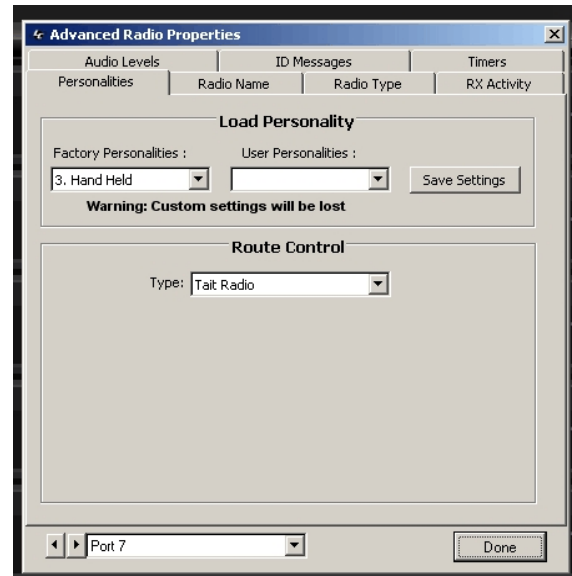 Advanced Radio Properties
Audio Levels ID Messages Timers
Personalities Radio Name Radio Type RX Activity
Load Personality
Factory Personalities : User Personalities :
3. Hand Held Save Settings
Warning: Custom settings will be lost
Route Control
Type: Tait Radio
Port 7 Done